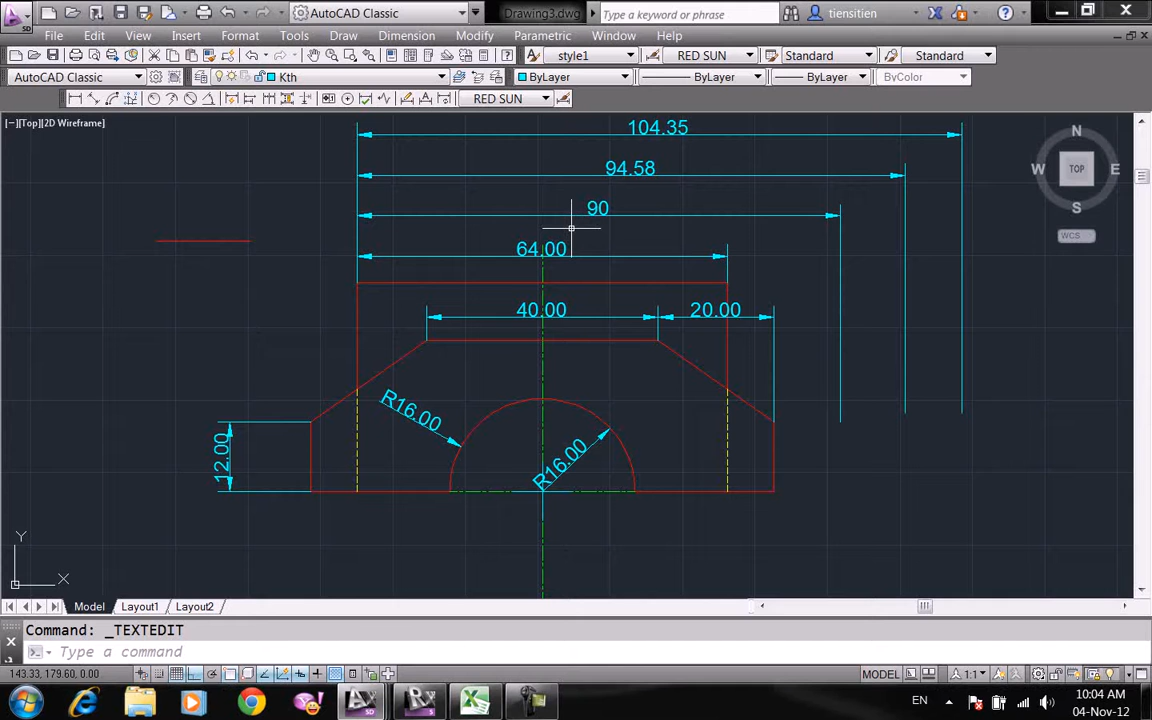 AutoCAD Classic
Drawing3.dwg
Type a keyword or phrase
tiensitien
SD
File Edit View Insert Format Tools Draw Dimension Modify Parametric Window Help
style1 RED SUN Standard Standard
AutoCAD Classic Kth ByLayer ByLayer ByLayer ByColor
RED SUN
[−][Top][2D Wireframe]
104.35
94.58
90
64.00
40.00 20.00
R16.00
R16.00
12.00
N
W TOP E
S
WCS
Y
X
Model Layout1 Layout2
Command: _TEXTEDIT
Type a command
143.33, 179.60, 0.00
MODEL
1:1
EN
10:04 AM
04-Nov-12